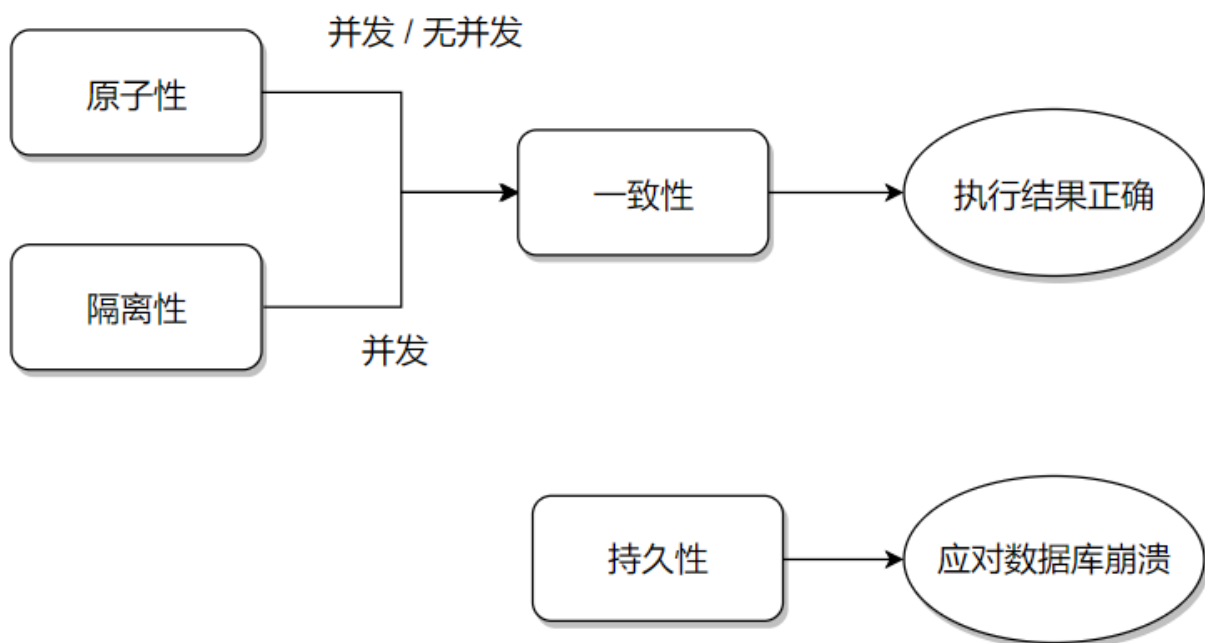 并发 / 无并发
原子性
一致性
执行结果正确
隔离性
并发
持久性
应对数据库崩溃